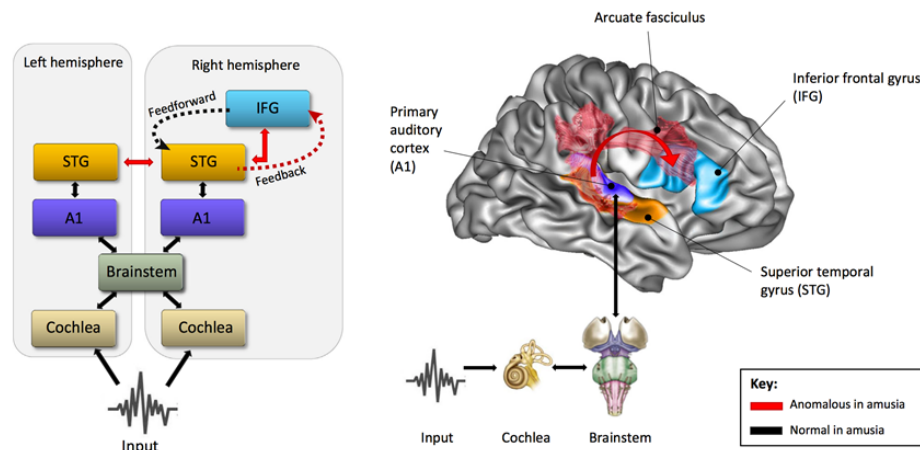 Left hemisphere
Right hemisphere
Feedforward
IFG
STG
STG
Feedback
A1
A1
Brainstem
Cochlea
Cochlea
Input
Arcuate fasciculus
Inferior frontal gyrus
(IFG)
Primary
auditory
cortex
(A1)
Superior temporal
gyrus (STG)
Input
Cochlea
Brainstem
Key:
Anomalous in amusia
Normal in amusia